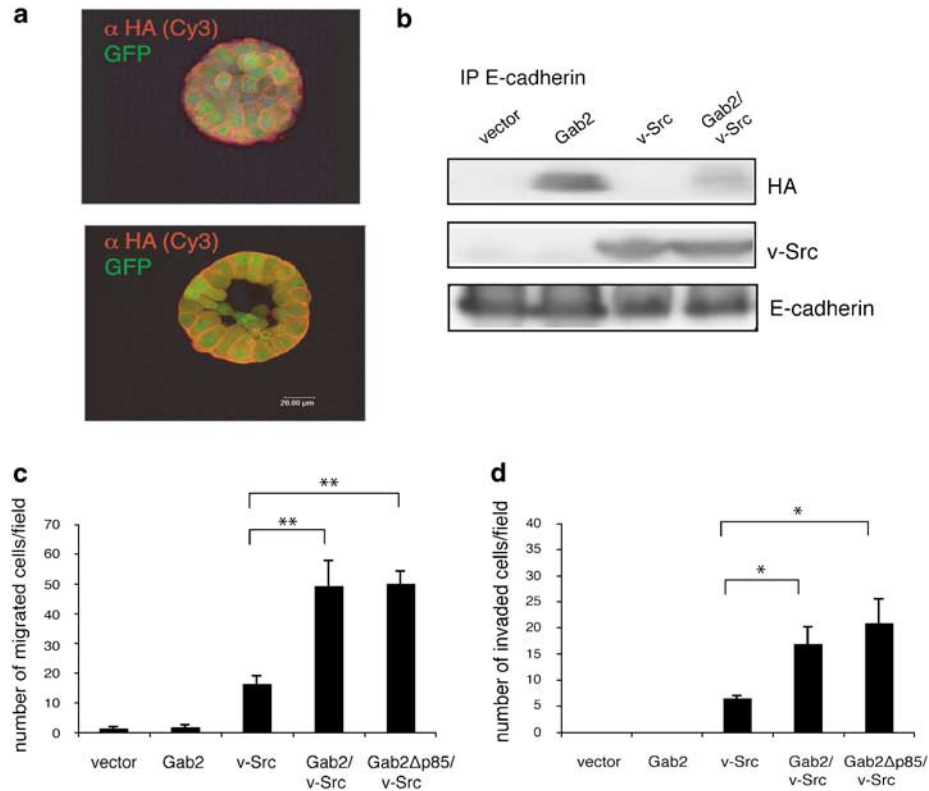 a
α HA (Cy3)
GFP
α HA (Cy3)
GFP
20.00 μm
b
IP E-cadherin
vector
Gab2
v-Src
Gab2/
v-Src
HA
v-Src
E-cadherin
c
number of migrated cells/field
70
60
50
40
30
20
10
0
**
**
vector
Gab2
v-Src
Gab2/
v-Src
Gab2Δp85/
v-Src
d
number of invaded cells/field
40
35
30
25
20
15
10
5
0
*
*
vector
Gab2
v-Src
Gab2/
v-Src
Gab2Δp85/
v-Src